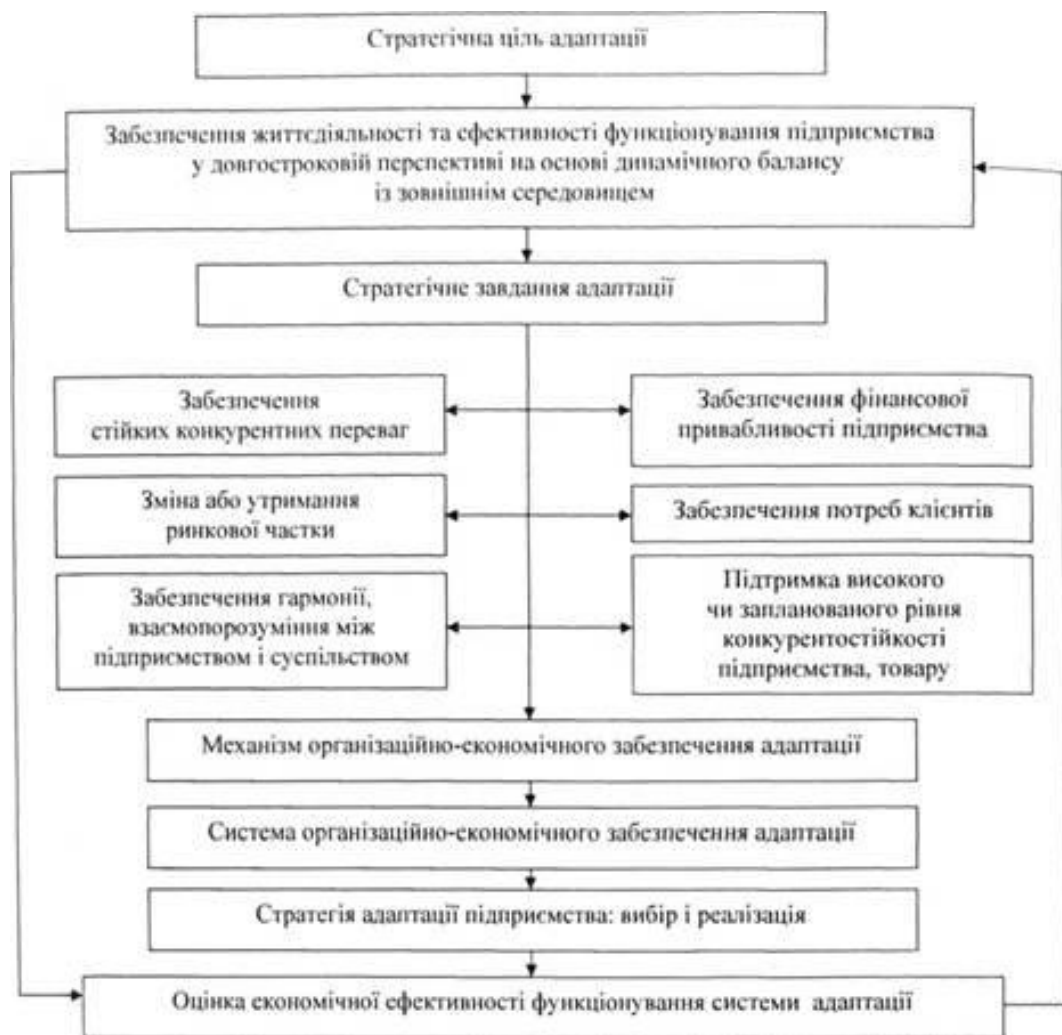 Стратегічна ціль адаптації
Забезпечення життєдіяльності та ефективності функціонування підприємства
у довгостроковій перспективі на основі динамічного балансу
із зовнішнім середовищем
Стратегічне завдання адаптації
Забезпечення
стійких конкурентних переваг
Забезпечення фінансової
привабливості підприємства
Зміна або утримання
ринкової частки
Забезпечення потреб клієнтів
Забезпечення гармонії,
взаємопорозуміння між
підприємством і суспільством
Підтримка високого
чи запланованого рівня
конкурентостійкості
підприємства, товару
Механізм організаційно-економічного забезпечення адаптації
Система організаційно-економічного забезпечення адаптації
Стратегія адаптації підприємства: вибір і реалізація
Оцінка економічної ефективності функціонування системи адаптації